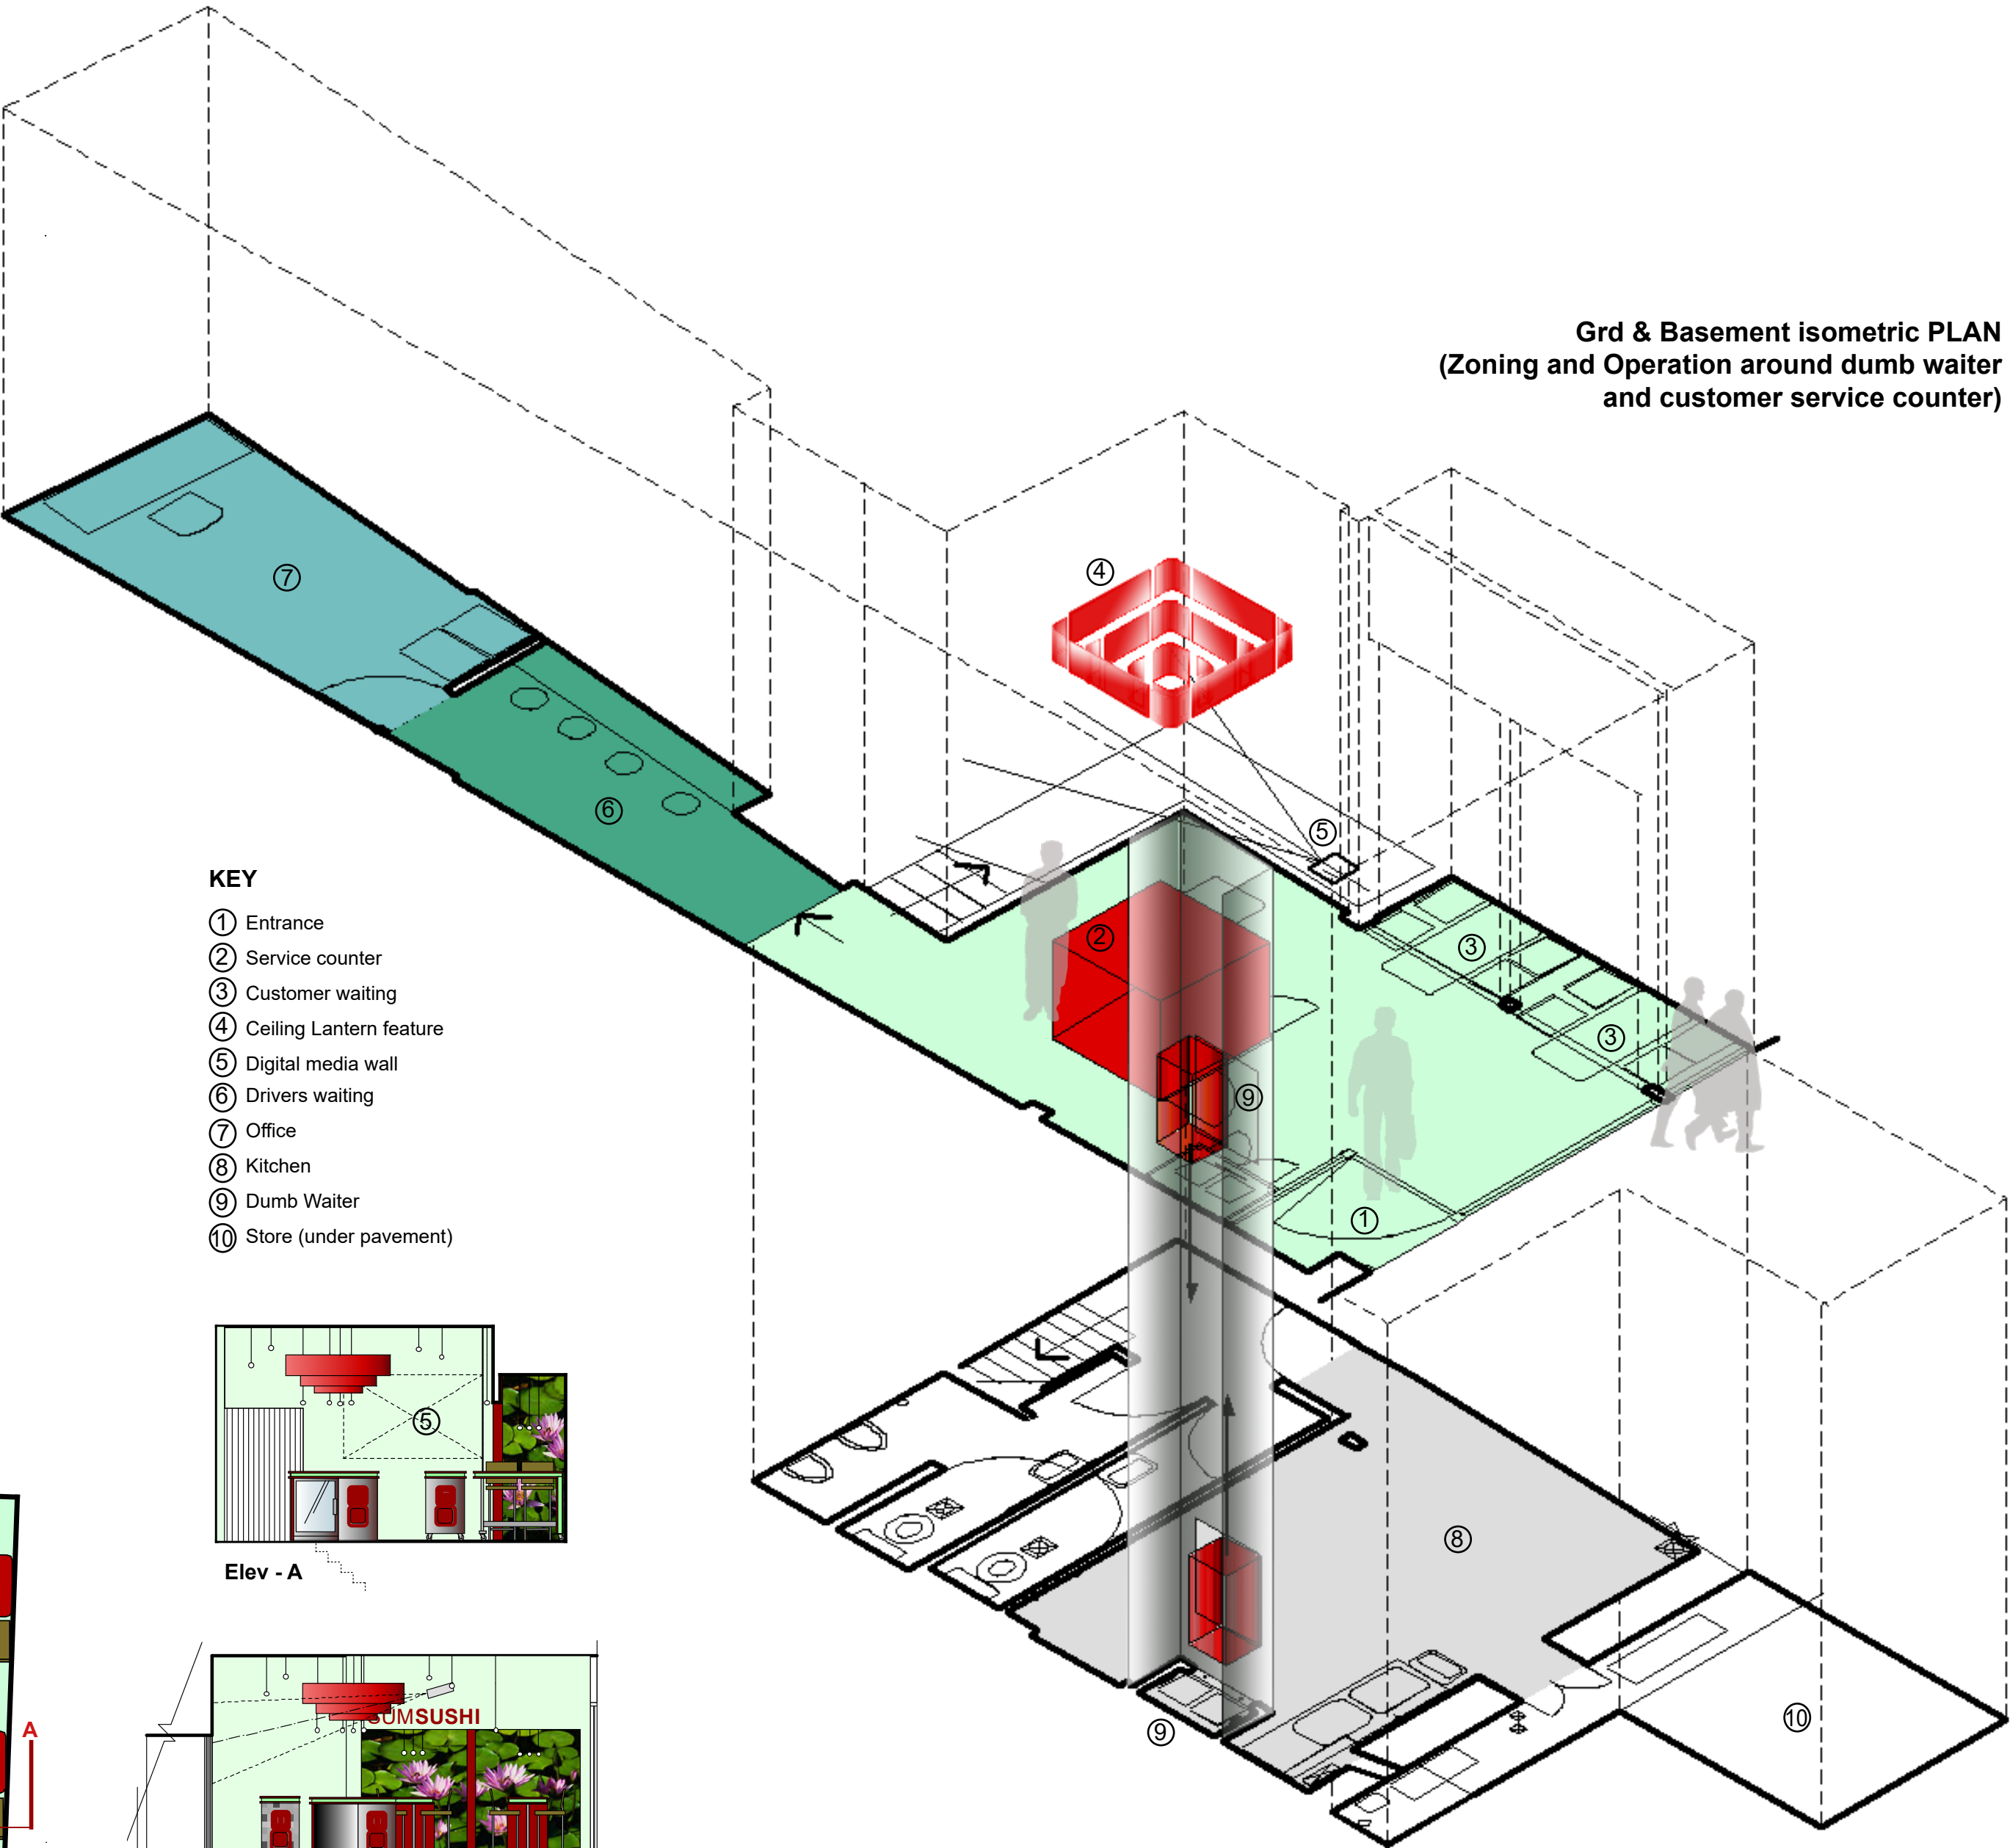 Grd & Basement isometric PLAN
(Zoning and Operation around dumb waiter
and customer service counter)
4
7
5
6
2
3
3
9
1
KEY
1 Entrance
2 Service counter
3 Customer waiting
4 Ceiling Lantern feature
5 Digital media wall
6 Drivers waiting
7 Office
8 Kitchen
9 Dumb Waiter
10 Store (under pavement)
5
Elev - A
8
9
10
SUMSUSHI
A